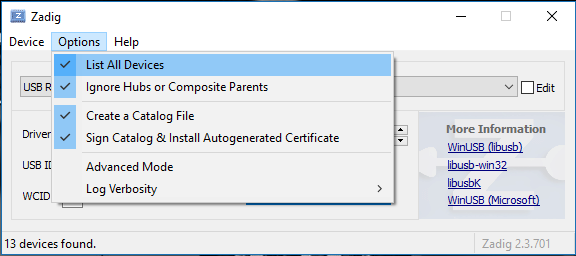 Zadig
Device Options Help
List All Devices
Ignore Hubs or Composite Parents
Create a Catalog File
Sign Catalog & Install Autogenerated Certificate
Advanced Mode
Log Verbosity
USB R
Edit
Driver
USB ID
WCID
More Information
WinUSB (libusb)
libusb-win32
libusbK
WinUSB (Microsoft)
13 devices found.
Zadig 2.3.701